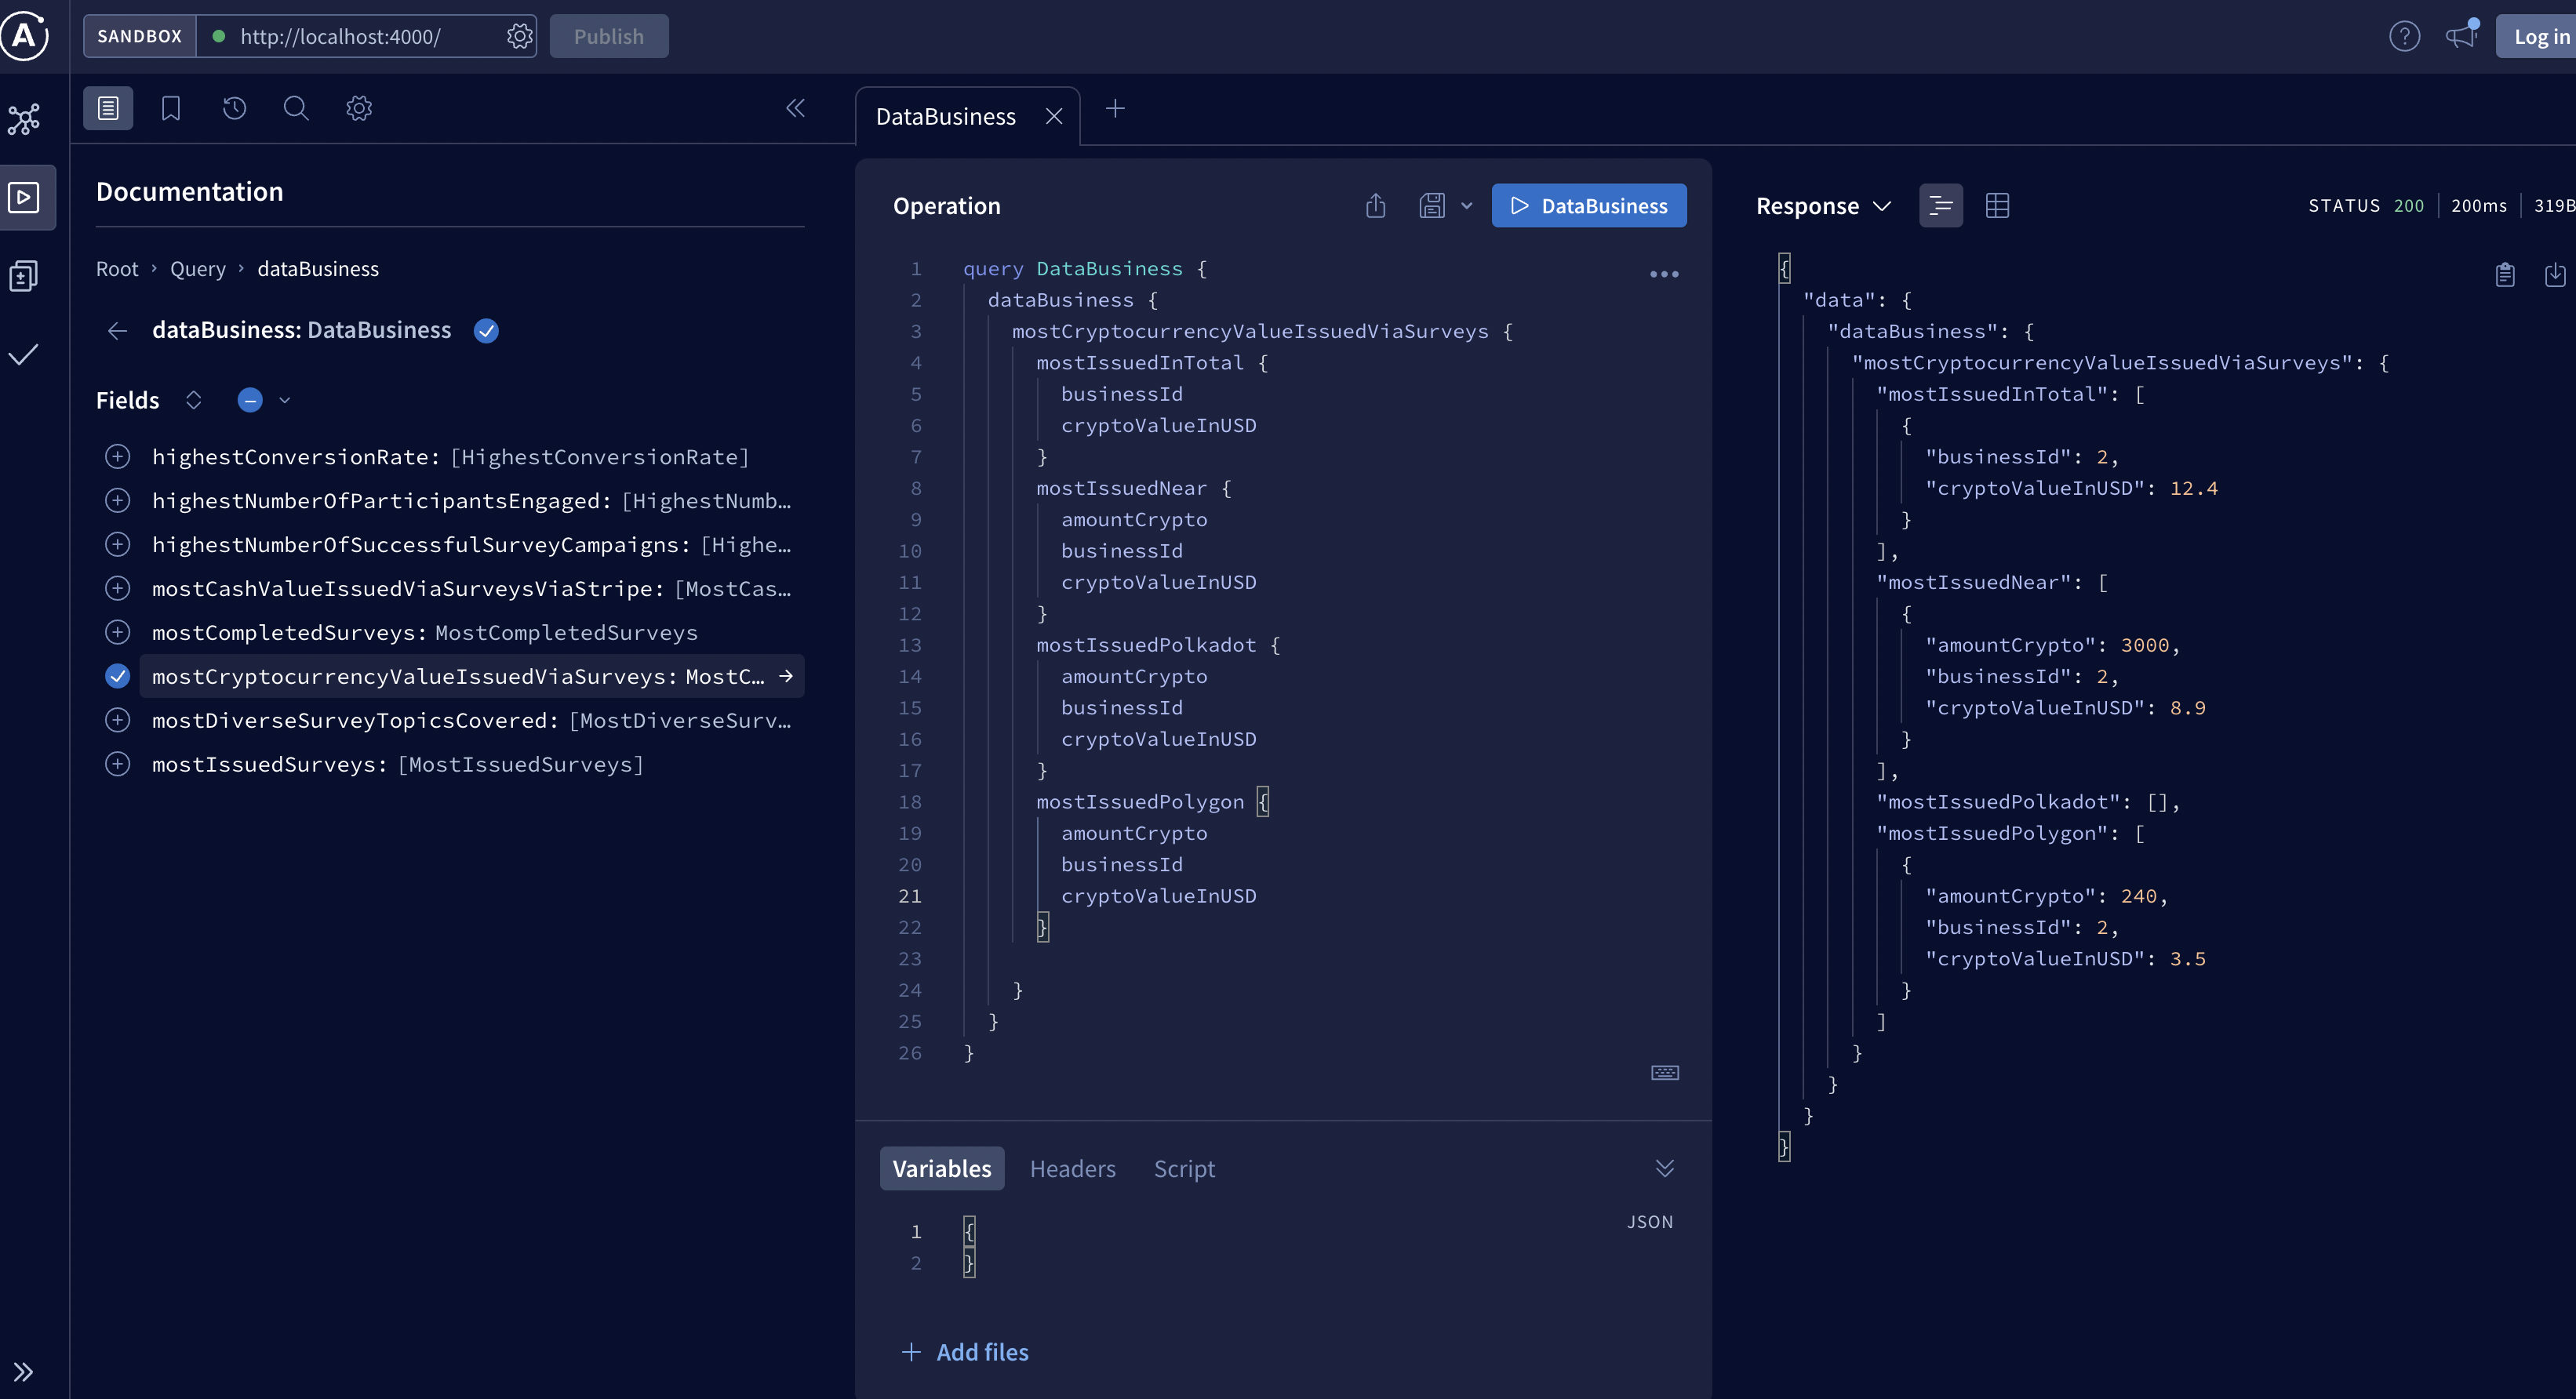 SANDBOX http://localhost:4000/ Publish Log in
Documentation
Root › Query › dataBusiness
dataBusiness: DataBusiness
Fields
highestConversionRate: [HighestConversionRate]
highestNumberOfParticipantsEngaged: [HighestNumb…
highestNumberOfSuccessfulSurveyCampaigns: [Highe…
mostCashValueIssuedViaSurveysViaStripe: [MostCas…
mostCompletedSurveys: MostCompletedSurveys
mostCryptocurrencyValueIssuedViaSurveys: MostC…
mostDiverseSurveyTopicsCovered: [MostDiverseSurv…
mostIssuedSurveys: [MostIssuedSurveys]
DataBusiness
Operation
DataBusiness
1 query DataBusiness {
2 dataBusiness {
3 mostCryptocurrencyValueIssuedViaSurveys {
4 mostIssuedInTotal {
5 businessId
6 cryptoValueInUSD
7 }
8 mostIssuedNear {
9 amountCrypto
10 businessId
11 cryptoValueInUSD
12 }
13 mostIssuedPolkadot {
14 amountCrypto
15 businessId
16 cryptoValueInUSD
17 }
18 mostIssuedPolygon {
19 amountCrypto
20 businessId
21 cryptoValueInUSD
22 }
23
24 }
25 }
26 }
Variables Headers Script
JSON
1 {
2 }
+ Add files
Response
STATUS 200 200ms 319B
{
"data": {
"dataBusiness": {
"mostCryptocurrencyValueIssuedViaSurveys": {
"mostIssuedInTotal": [
{
"businessId": 2,
"cryptoValueInUSD": 12.4
}
],
"mostIssuedNear": [
{
"amountCrypto": 3000,
"businessId": 2,
"cryptoValueInUSD": 8.9
}
],
"mostIssuedPolkadot": [],
"mostIssuedPolygon": [
{
"amountCrypto": 240,
"businessId": 2,
"cryptoValueInUSD": 3.5
}
]
}
}
}
}